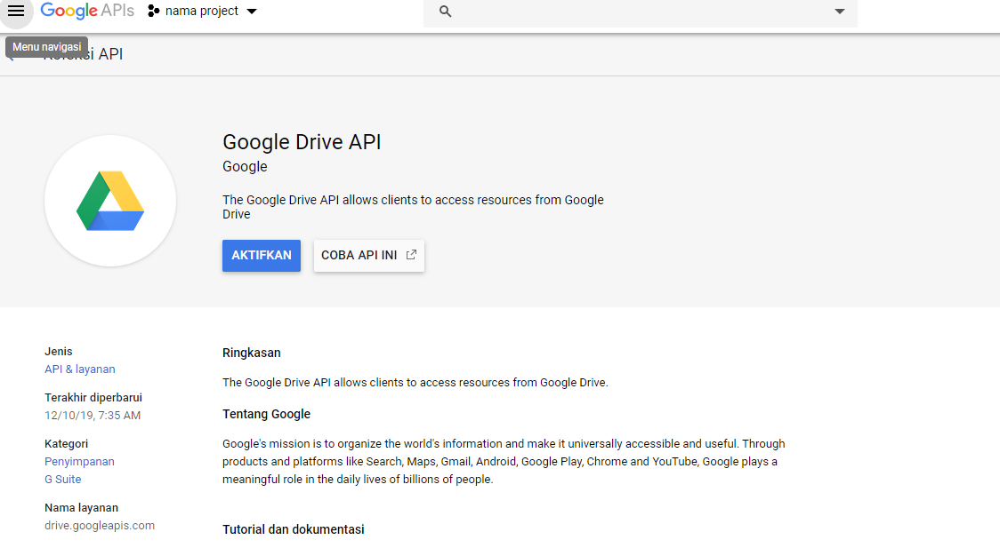 Google APIs nama project
Menu navigasi
API
Google Drive API
Google
The Google Drive API allows clients to access resources from Google
Drive
AKTIFKAN COBA API INI
Jenis
API & layanan
Terakhir diperbarui
12/10/19, 7:35 AM
Kategori
Penyimpanan
G Suite
Nama layanan
drive.googleapis.com
Ringkasan
The Google Drive API allows clients to access resources from Google Drive.
Tentang Google
Google's mission is to organize the world's information and make it universally accessible and useful. Through
products and platforms like Search, Maps, Gmail, Android, Google Play, Chrome and YouTube, Google plays a
meaningful role in the daily lives of billions of people.
Tutorial dan dokumentasi